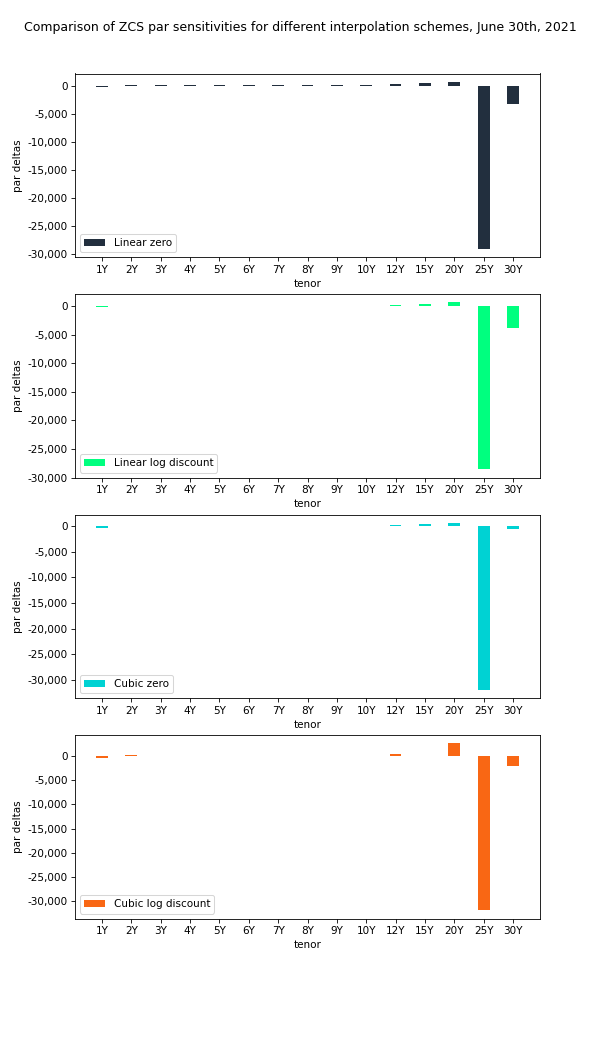 Comparison of ZCS par sensitivities for different interpolation schemes, June 30th, 2021
0
-5,000
-10,000
-15,000
-20,000
-25,000
-30,000
par deltas
Linear zero
1Y 2Y 3Y 4Y 5Y 6Y 7Y 8Y 9Y 10Y 12Y 15Y 20Y 25Y 30Y
tenor
0
-5,000
-10,000
-15,000
-20,000
-25,000
-30,000
par deltas
Linear log discount
1Y 2Y 3Y 4Y 5Y 6Y 7Y 8Y 9Y 10Y 12Y 15Y 20Y 25Y 30Y
tenor
0
-5,000
-10,000
-15,000
-20,000
-25,000
-30,000
par deltas
Cubic zero
1Y 2Y 3Y 4Y 5Y 6Y 7Y 8Y 9Y 10Y 12Y 15Y 20Y 25Y 30Y
tenor
0
-5,000
-10,000
-15,000
-20,000
-25,000
-30,000
par deltas
Cubic log discount
1Y 2Y 3Y 4Y 5Y 6Y 7Y 8Y 9Y 10Y 12Y 15Y 20Y 25Y 30Y
tenor